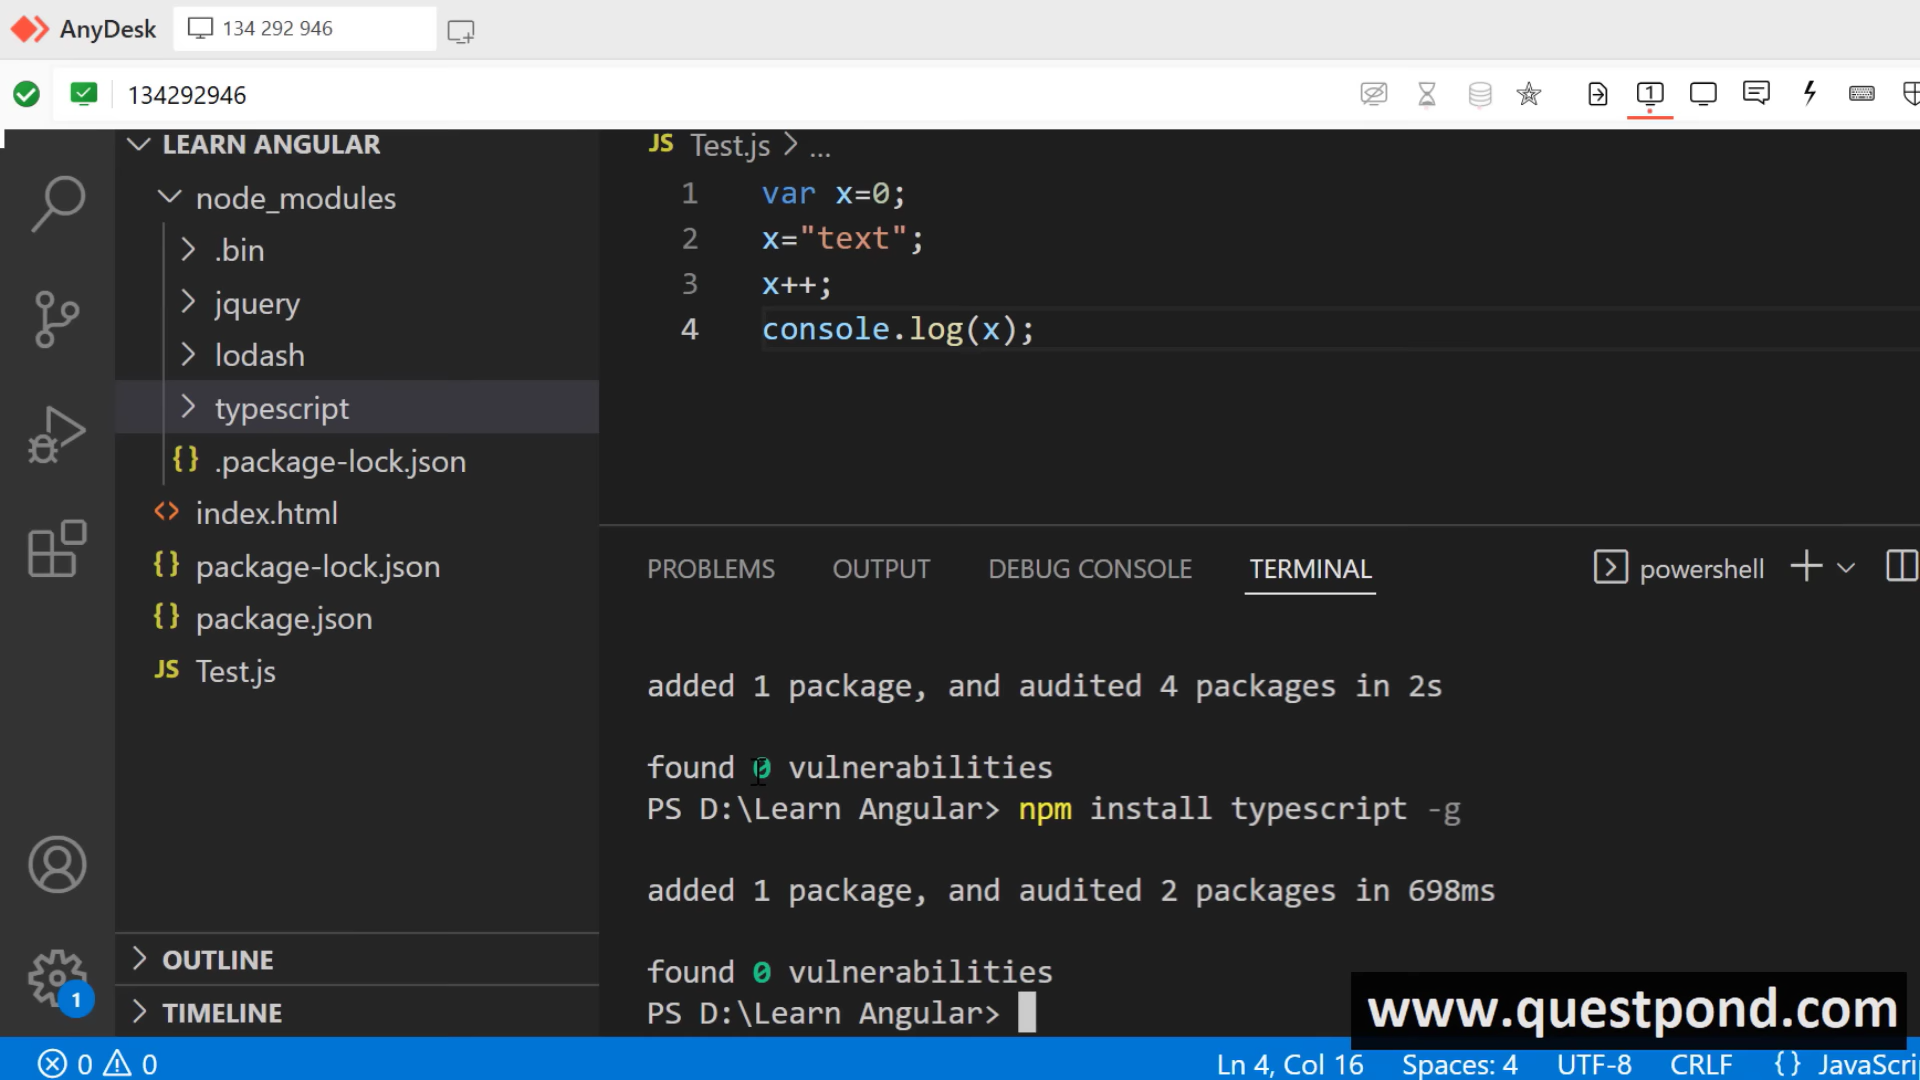 AnyDesk
134 292 946
134292946
1
LEARN ANGULAR
node_modules
.bin
jquery
lodash
typescript
{} .package-lock.json
<> index.html
{} package-lock.json
{} package.json
JS Test.js
OUTLINE
TIMELINE
1
JS Test.js > ...
1 var x=0;
2 x="text";
3 x++;
4 console.log(x);
PROBLEMS OUTPUT DEBUG CONSOLE TERMINAL powershell
added 1 package, and audited 4 packages in 2s
found 0 vulnerabilities
PS D:\Learn Angular> npm install typescript -g
added 1 package, and audited 2 packages in 698ms
found 0 vulnerabilities
PS D:\Learn Angular>
www.questpond.com
0 0 Ln 4, Col 16 Spaces: 4 UTF-8 CRLF {} JavaScri